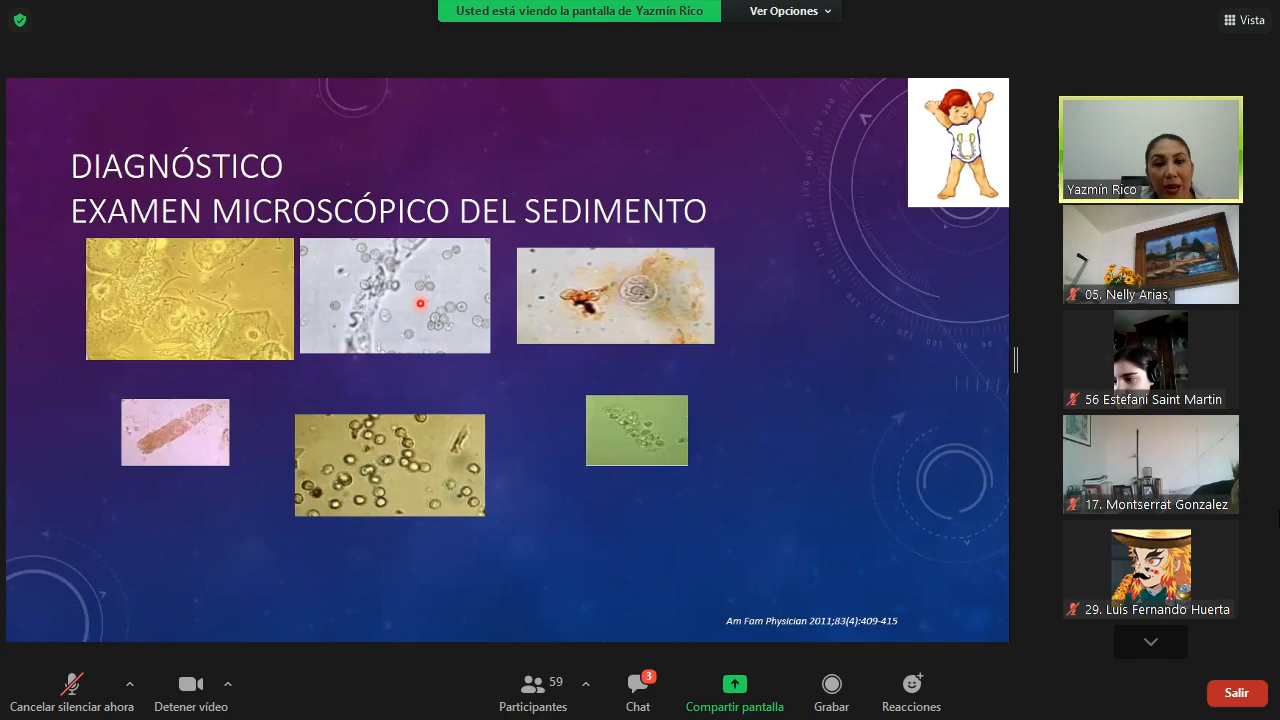 Usted está viendo la pantalla de Yazmín Rico
Ver Opciones
Vista
DIAGNÓSTICO
EXAMEN MICROSCÓPICO DEL SEDIMENTO
Am Fam Physician 2011;83(4):409-415
Yazmín Rico
05. Nelly Arias,
56 Estefani Saint Martin
17. Montserrat Gonzalez
29. Luis Fernando Huerta
Cancelar silenciar ahora
Detener vídeo
59
Participantes
3
Chat
Compartir pantalla
Grabar
Reacciones
Salir